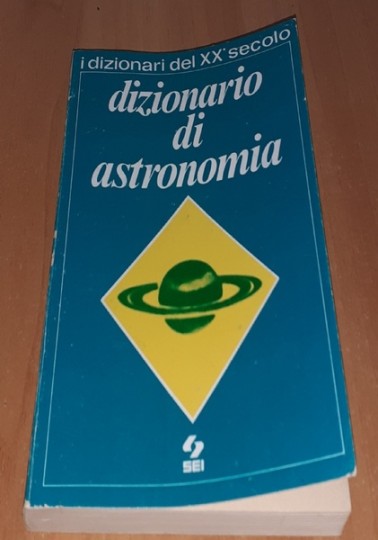 i dizionari del XX° secolo
dizionario
di
astronomia
SEI